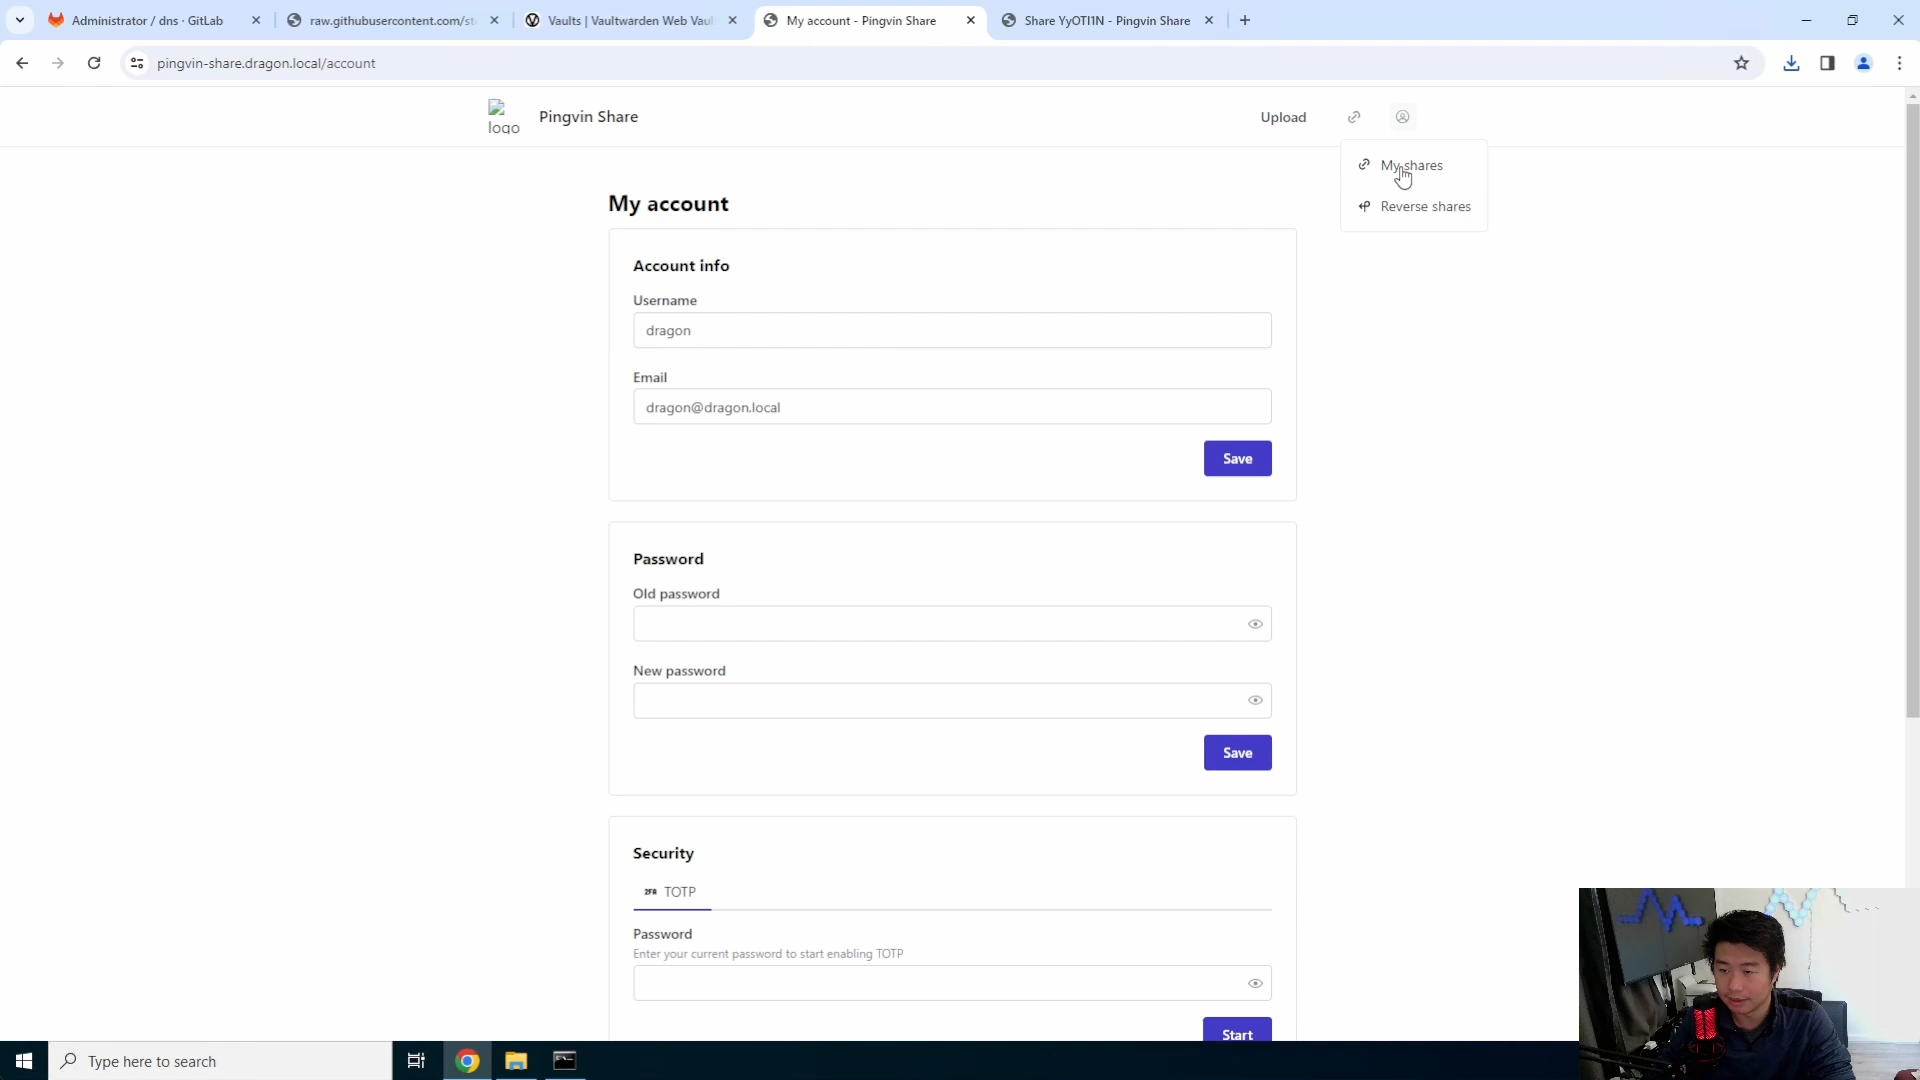 Administrator / dns · GitLab
raw.githubusercontent.com/st
Vaults | Vaultwarden Web Vaul
My account - Pingvin Share
Share YyOTI1N - Pingvin Share
pingvin-share.dragon.local/account
logo
Pingvin Share
Upload
My shares
Reverse shares
My account
Account info
Username
dragon
Email
dragon@dragon.local
Save
Password
Old password
New password
Save
Security
2FA TOTP
Password
Enter your current password to start enabling TOTP
Start
Type here to search